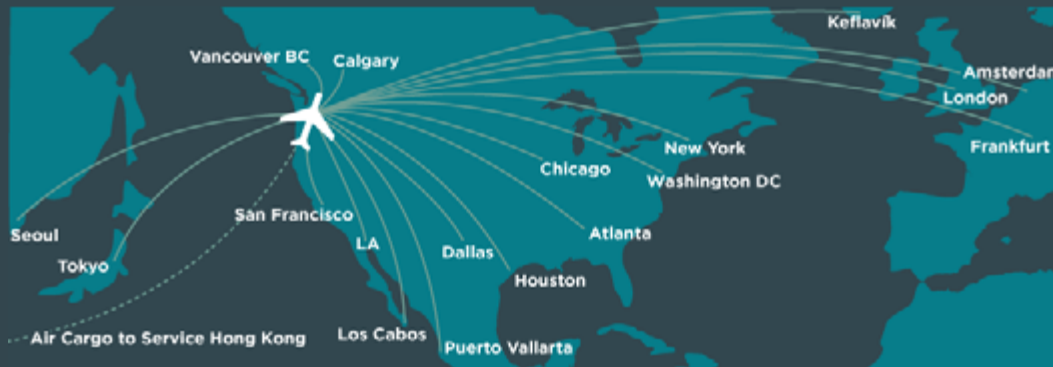 Keflavík
Vancouver BC
Calgary
Amsterdam
London
Frankfurt
New York
Chicago
Washington DC
San Francisco
Seoul
LA
Atlanta
Dallas
Tokyo
Houston
Los Cabos
Air Cargo to Service Hong Kong
Puerto Vallarta